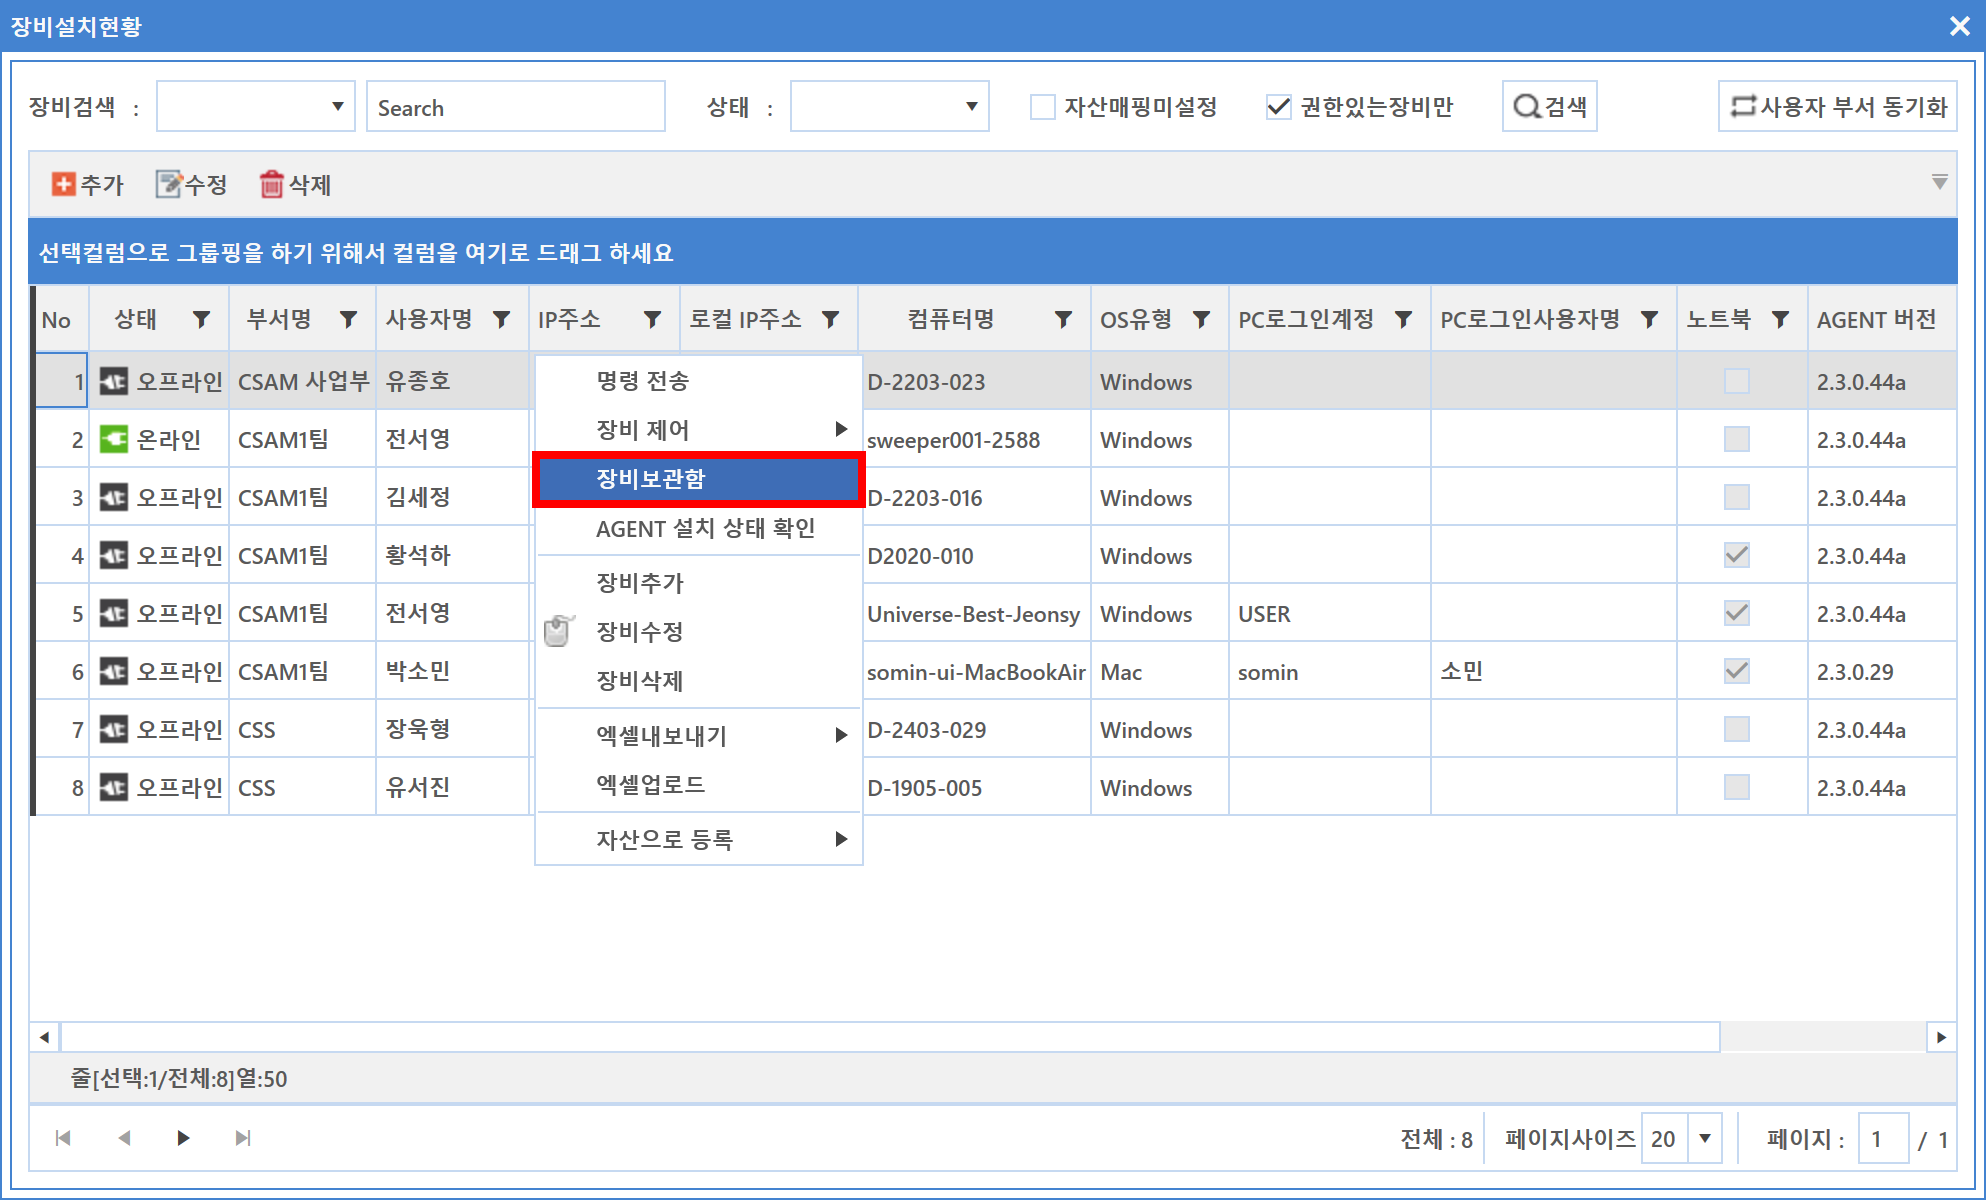 장비설치현황
장비검색 : Search 상태 : 자산매핑미설정 권한있는장비만 검색 사용자 부서 동기화
추가 수정 삭제
선택컬럼으로 그룹핑을 하기 위해서 컬럼을 여기로 드래그 하세요
No 상태 부서명 사용자명 IP주소 로컬 IP주소 컴퓨터명 OS유형 PC로그인계정 PC로그인사용자명 노트북 AGENT 버전
1 오프라인 CSAM 사업부 유종호 D-2203-023 Windows 2.3.0.44a
2 온라인 CSAM1팀 전서영 sweeper001-2588 Windows 2.3.0.44a
3 오프라인 CSAM1팀 김세정 D-2203-016 Windows 2.3.0.44a
4 오프라인 CSAM1팀 황석하 D2020-010 Windows 2.3.0.44a
5 오프라인 CSAM1팀 전서영 Universe-Best-Jeonsy Windows USER 2.3.0.44a
6 오프라인 CSAM1팀 박소민 somin-ui-MacBookAir Mac somin 소민 2.3.0.29
7 오프라인 CSS 장욱형 D-2403-029 Windows 2.3.0.44a
8 오프라인 CSS 유서진 D-1905-005 Windows 2.3.0.44a
명령 전송
장비 제어
장비보관함
AGENT 설치 상태 확인
장비추가
장비수정
장비삭제
엑셀내보내기
엑셀업로드
자산으로 등록
줄[선택:1/전체:8]열:50
전체 : 8 페이지사이즈 20 페이지 : 1 / 1